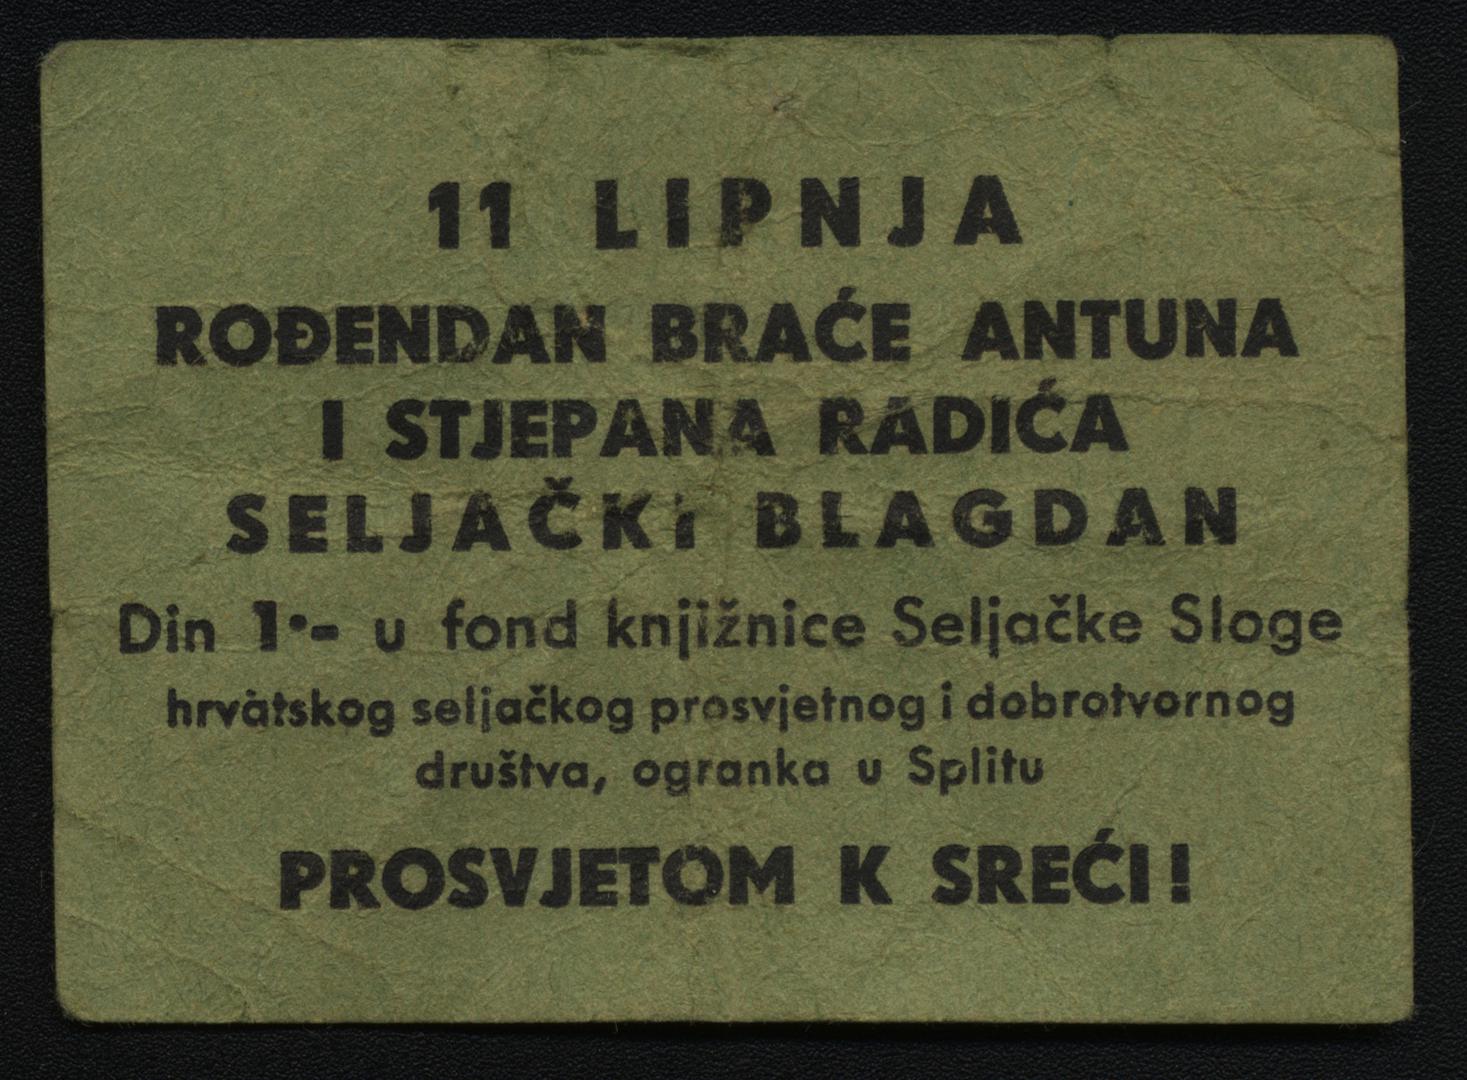 11 LIPNJA
ROĐENDAN BRAĆE ANTUNA
I STJEPANA RADIĆA
SELJAČKI BLAGDAN
Din 1·- u fond knjižnice Seljačke Sloge
hrvatskog seljačkog prosvjetnog i dobrotvornog
društva, ogranka u Splitu
PROSVJETOM K SREĆI!